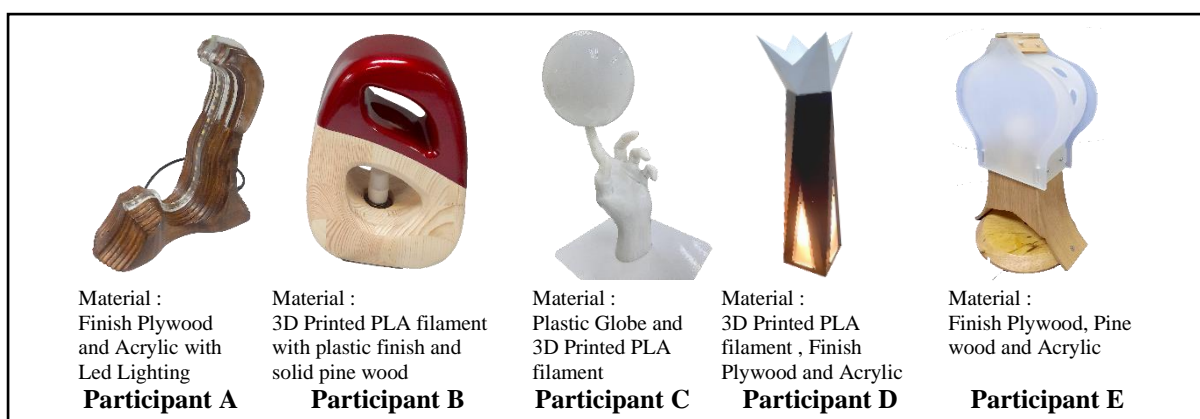 Material :
Finish Plywood
and Acrylic with
Led Lighting
Participant A
Material :
3D Printed PLA filament
with plastic finish and
solid pine wood
Participant B
Material :
Plastic Globe and
3D Printed PLA
filament
Participant C
Material :
3D Printed PLA
filament , Finish
Plywood and Acrylic
Participant D
Material :
Finish Plywood, Pine
wood and Acrylic
Participant E